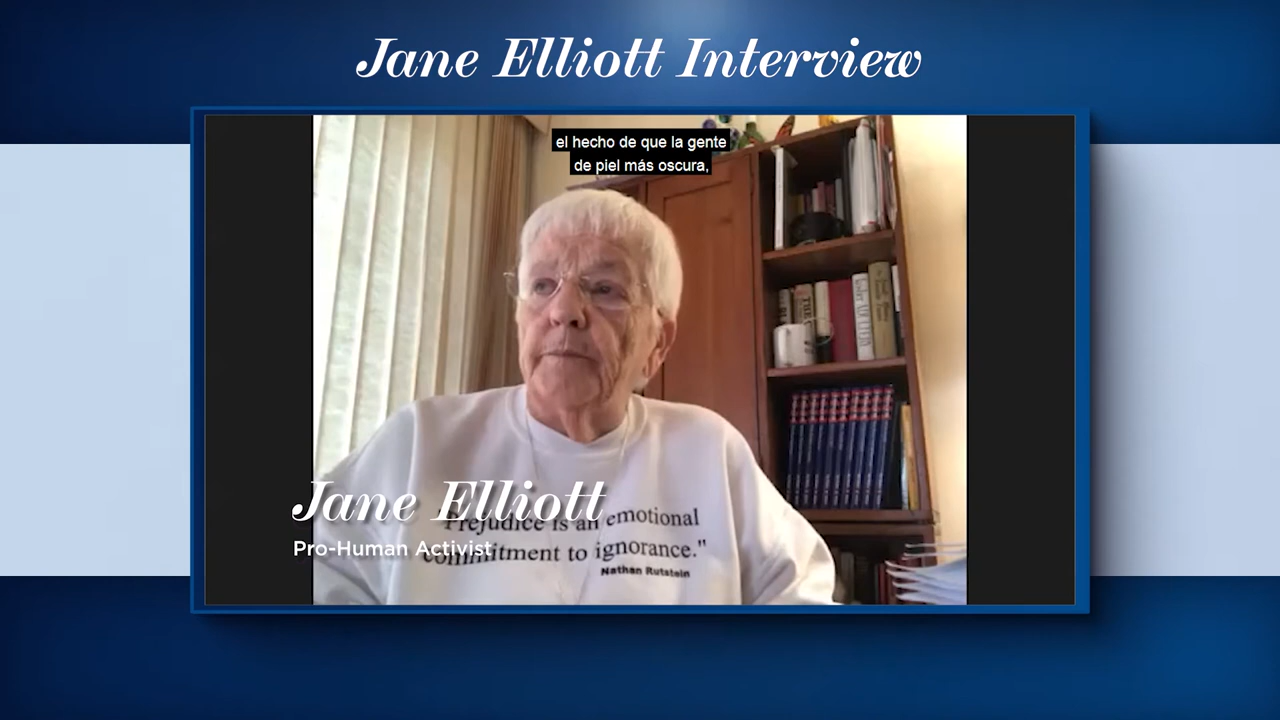 Jane Elliott Interview
el hecho de que la gente
de piel más oscura,
Jane Elliott
Pro-Human Activist
"Prejudice is an emotional
commitment to ignorance."
Nathan Rutstein